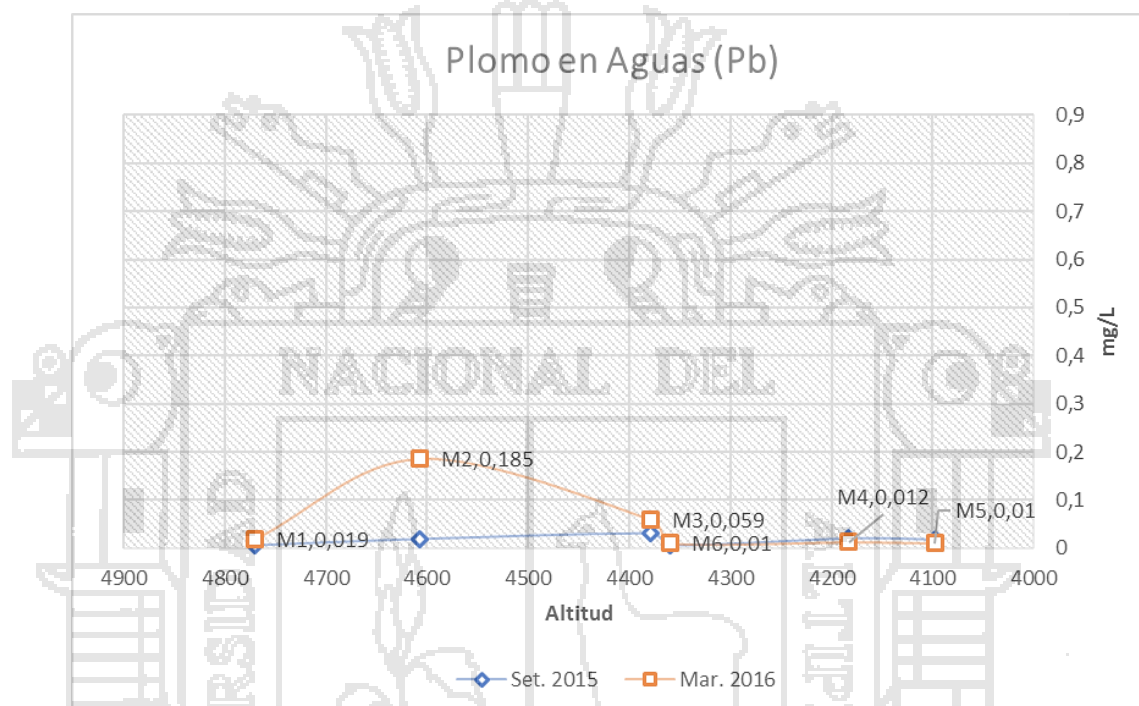 Plomo en Aguas (Pb)
0,9
0,8
0,7
0,6
0,5
0,4
0,3
0,2
0,1
0
mg/L
NACIONAL DEL
M2,0,185
M4,0,012
M5,0,01
M3,0,059
M1,0,019
M6,0,01
4900 4800 4700 4600 4500 4400 4300 4200 4100 4000
Altitud
Set. 2015 Mar. 2016